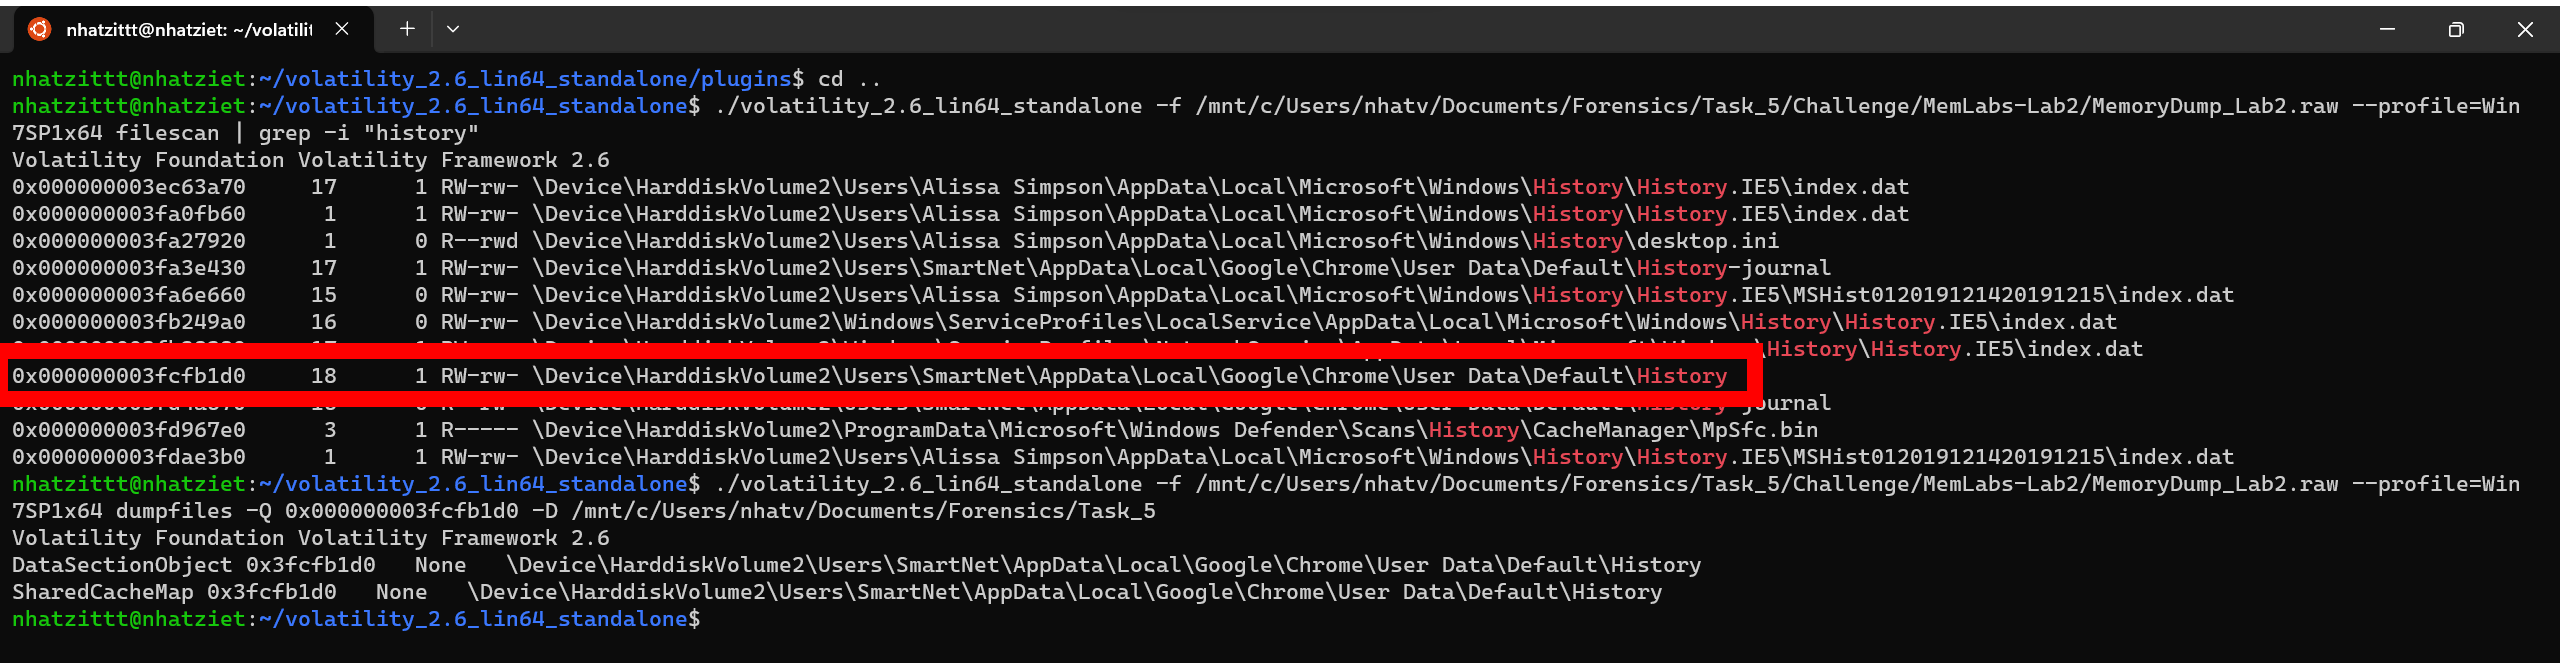 nhatzittt@nhatziet: ~/volatilit
nhatzittt@nhatziet:~/volatility_2.6_lin64_standalone/plugins$ cd ..
nhatzittt@nhatziet:~/volatility_2.6_lin64_standalone$ ./volatility_2.6_lin64_standalone -f /mnt/c/Users/nhatv/Documents/Forensics/Task_5/Challenge/MemLabs-Lab2/MemoryDump_Lab2.raw --profile=Win
7SP1x64 filescan | grep -i "history"
Volatility Foundation Volatility Framework 2.6
0x000000003ec63a70     17      1 RW-rw- \Device\HarddiskVolume2\Users\Alissa Simpson\AppData\Local\Microsoft\Windows\History\History.IE5\index.dat
0x000000003fa0fb60      1      1 RW-rw- \Device\HarddiskVolume2\Users\Alissa Simpson\AppData\Local\Microsoft\Windows\History\History.IE5\index.dat
0x000000003fa27920      1      0 R--rwd \Device\HarddiskVolume2\Users\Alissa Simpson\AppData\Local\Microsoft\Windows\History\desktop.ini
0x000000003fa3e430     17      1 RW-rw- \Device\HarddiskVolume2\Users\SmartNet\AppData\Local\Google\Chrome\User Data\Default\History-journal
0x000000003fa6e660     15      0 RW-rw- \Device\HarddiskVolume2\Users\Alissa Simpson\AppData\Local\Microsoft\Windows\History\History.IE5\MSHist012019121420191215\index.dat
0x000000003fb249a0     16      0 RW-rw- \Device\HarddiskVolume2\Windows\ServiceProfiles\LocalService\AppData\Local\Microsoft\Windows\History\History.IE5\index.dat
\History\History.IE5\index.dat
0x000000003fcfb1d0     18      1 RW-rw- \Device\HarddiskVolume2\Users\SmartNet\AppData\Local\Google\Chrome\User Data\Default\History
journal
0x000000003fd967e0      3      1 R----- \Device\HarddiskVolume2\ProgramData\Microsoft\Windows Defender\Scans\History\CacheManager\MpSfc.bin
0x000000003fdae3b0      1      1 RW-rw- \Device\HarddiskVolume2\Users\Alissa Simpson\AppData\Local\Microsoft\Windows\History\History.IE5\MSHist012019121420191215\index.dat
nhatzittt@nhatziet:~/volatility_2.6_lin64_standalone$ ./volatility_2.6_lin64_standalone -f /mnt/c/Users/nhatv/Documents/Forensics/Task_5/Challenge/MemLabs-Lab2/MemoryDump_Lab2.raw --profile=Win
7SP1x64 dumpfiles -Q 0x000000003fcfb1d0 -D /mnt/c/Users/nhatv/Documents/Forensics/Task_5
Volatility Foundation Volatility Framework 2.6
DataSectionObject 0x3fcfb1d0   None   \Device\HarddiskVolume2\Users\SmartNet\AppData\Local\Google\Chrome\User Data\Default\History
SharedCacheMap 0x3fcfb1d0   None   \Device\HarddiskVolume2\Users\SmartNet\AppData\Local\Google\Chrome\User Data\Default\History
nhatzittt@nhatziet:~/volatility_2.6_lin64_standalone$